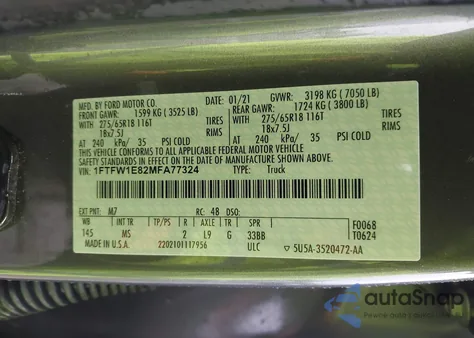 MFD. BY FORD MOTOR CO. 01/21 GVWR: 3198 KG ( 7050 LB)
FRONT GAWR: 1599 KG ( 3525 LB) REAR GAWR: 1724 KG ( 3800 LB)
WITH WITH
275/65R18 116T TIRES 275/65R18 116T TIRES
18x7.5J 18x7.5J
AT 240 kPa/ 35 PSI COLD AT 240 kPa/ 35 PSI COLD
THIS VEHICLE CONFORMS TO ALL APPLICABLE FEDERAL MOTOR VEHICLE
SAFETY STANDARDS IN EFFECT ON THE DATE OF MANUFACTURE SHOWN ABOVE.
VIN: 1FTFW1E82MFA77324 TYPE: Truck
EXT PNT: M7 RC: 4B DSO:
WB INT TR TP/PS R AXLE TR SPR F0068
145 MS 2 L9 G 33BB T0624
MADE IN U.S.A. 2202101117956 ULC 5U5A-3520472-AA
autoSnap